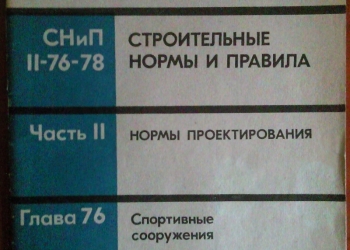 СНиП
II-76-78
СТРОИТЕЛЬНЫЕ
НОРМЫ И ПРАВИЛА
Часть II
НОРМЫ ПРОЕКТИРОВАНИЯ
Глава 76
Спортивные
сооружения